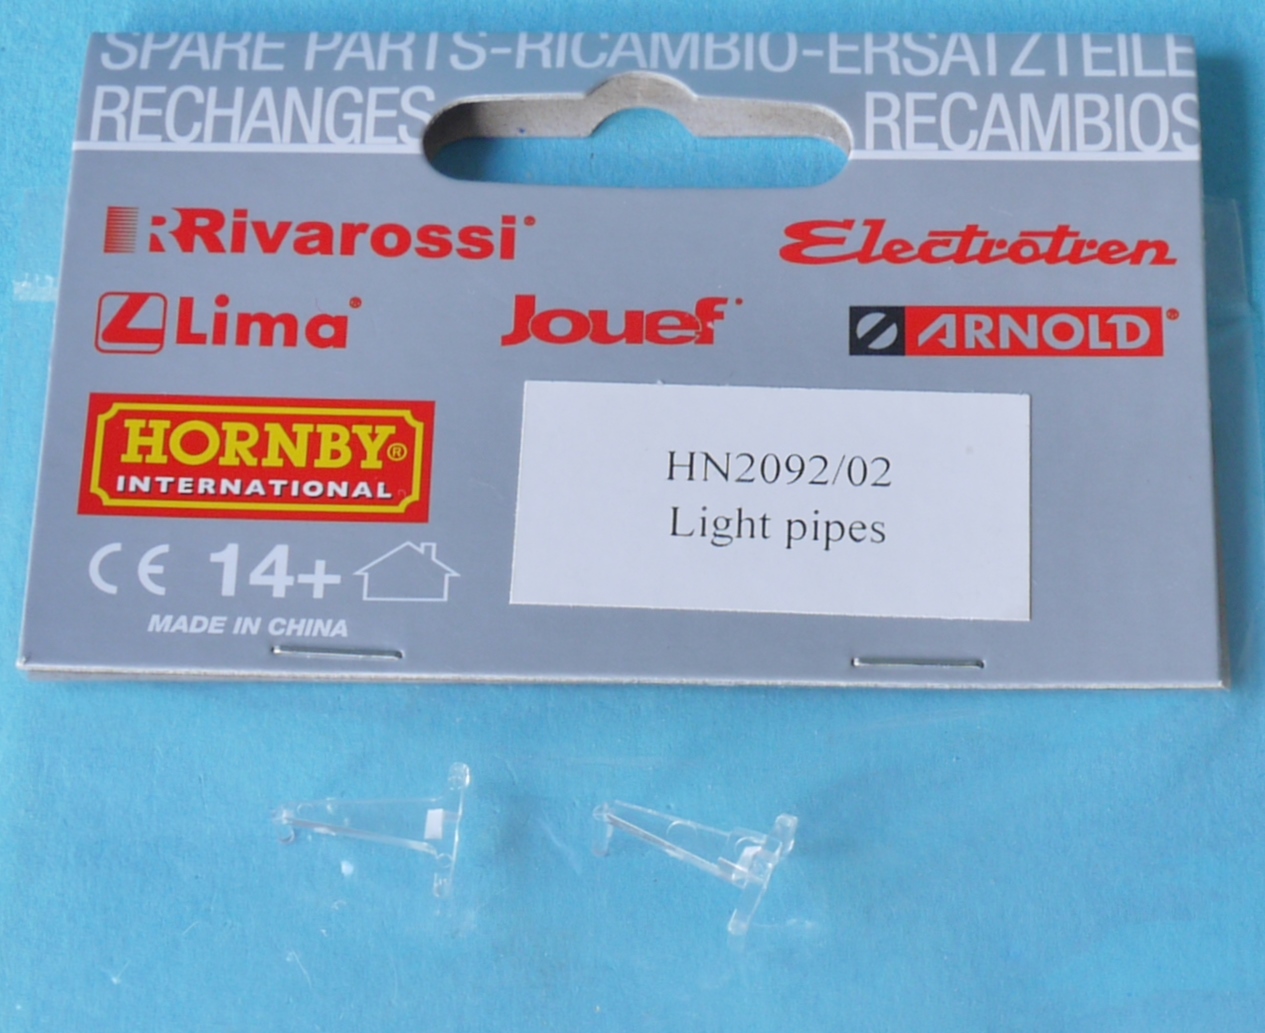 SPARE PARTS-RICAMBIO-ERSATZTEILE
RECHANGES RECAMBIOS
Rivarossi®
Electrotren
Lima®
Jouef
ARNOLD®
HORNBY®
INTERNATIONAL
HN2092/02
Light pipes
CE 14+
MADE IN CHINA